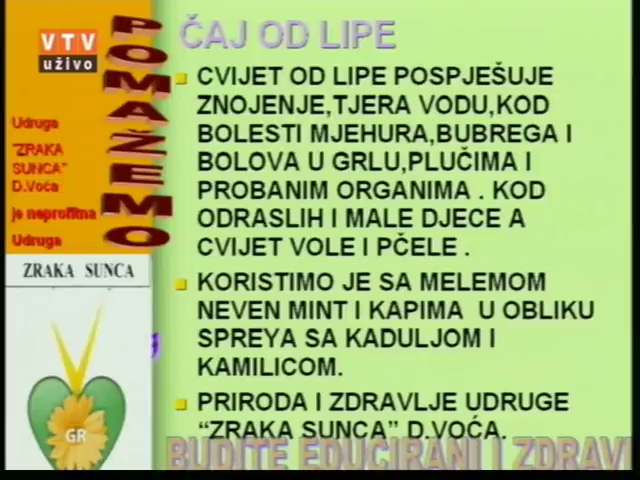 VTV
uživo
POMAŽEMO
Udruga
"ZRAKA
SUNCA"
D.Voća
je neprofitna
Udruga
ZRAKA SUNCA
GR
ČAJ OD LIPE
CVIJET OD LIPE POSPJEŠUJE
ZNOJENJE,TJERA VODU,KOD
BOLESTI MJEHURA,BUBREGA I
BOLOVA U GRLU,PLUČIMA I
PROBANIM ORGANIMA . KOD
ODRASLIH I MALE DJECE A
CVIJET VOLE I PČELE .
KORISTIMO JE SA MELEMOM
NEVEN MINT I KAPIMA U OBLIKU
SPREYA SA KADULJOM I
KAMILICOM.
PRIRODA I ZDRAVLJE UDRUGE
“ZRAKA SUNCA” D.VOĆA.
BUDITE EDUCIRANI I ZDRAVI